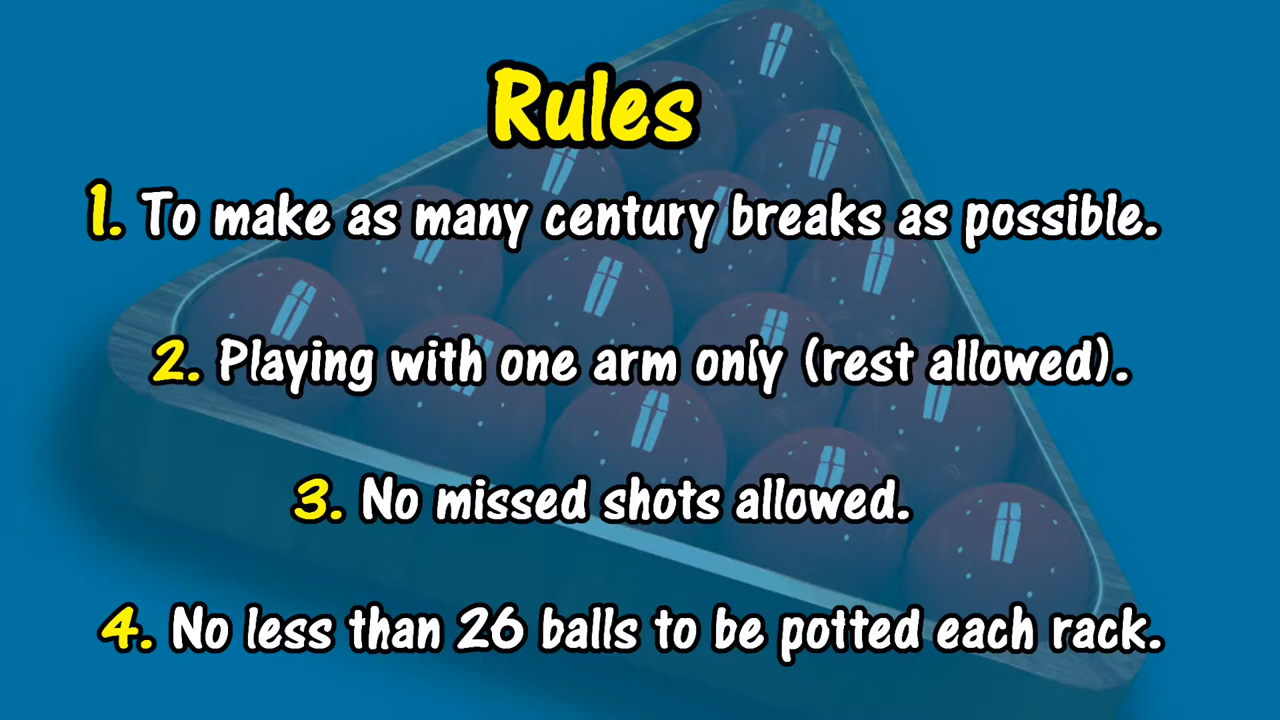 Rules
1. To make as many century breaks as possible.
2. Playing with one arm only (rest allowed).
3. No missed shots allowed.
4. No less than 26 balls to be potted each rack.